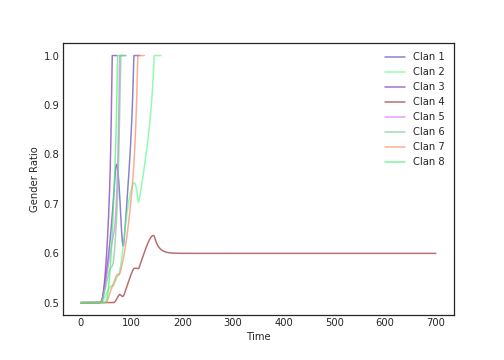 1.0
0.9
0.8
0.7
0.6
0.5
Gender Ratio
0
100
200
300
400
500
600
700
Time
Clan 1
Clan 2
Clan 3
Clan 4
Clan 5
Clan 6
Clan 7
Clan 8